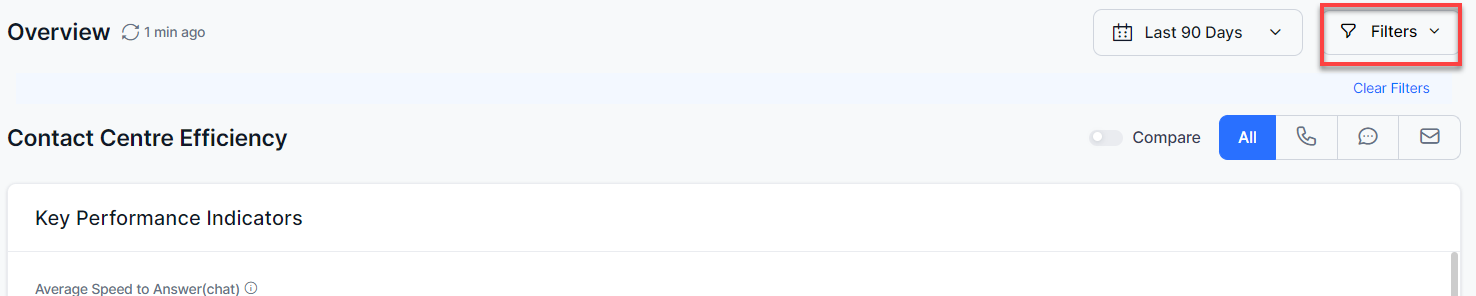 Overview 1 min ago Last 90 Days Filters
Clear Filters
Contact Centre Efficiency Compare All
Key Performance Indicators
Average Speed to Answer(chat)